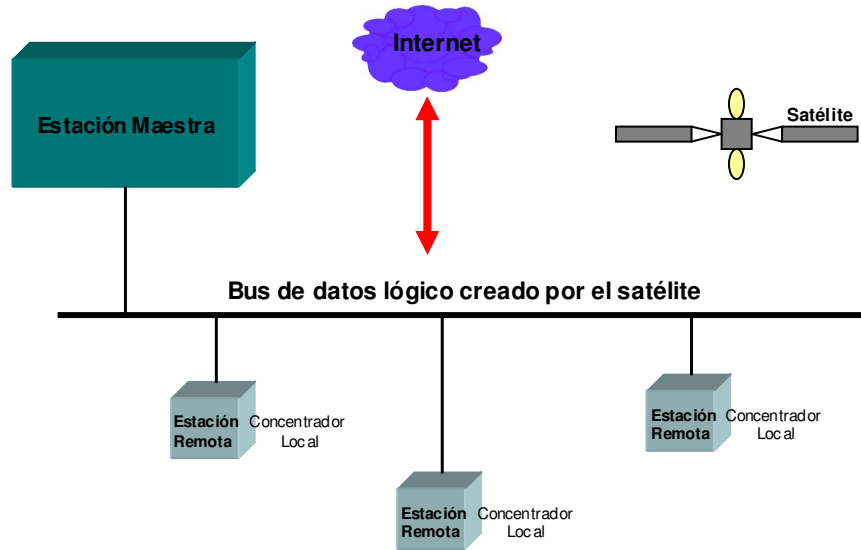 Internet
Satélite
Estación Maestra
Bus de datos lógico creado por el satélite
Estación
Remota
Concentrador
Local
Estación
Remota
Concentrador
Local
Estación
Remota
Concentrador
Local